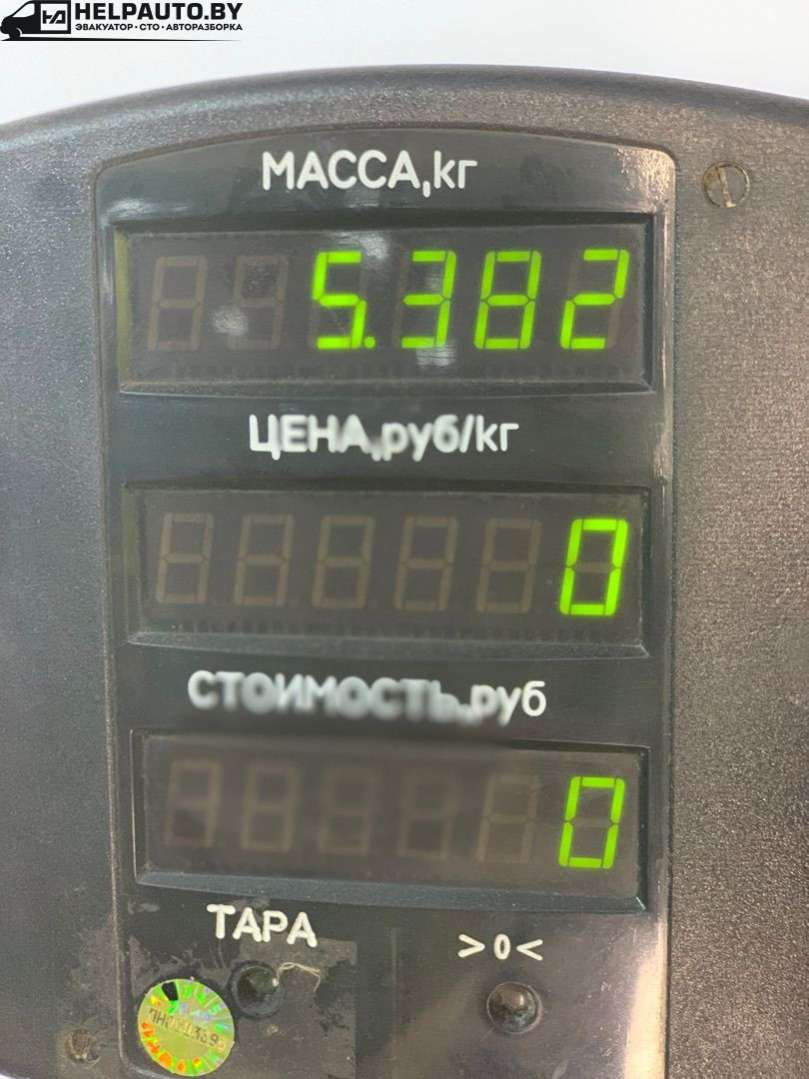 HELPAUTO.BY
ЭВАКУАТОР • СТО • АВТОРАЗБОРКА
МАССА,кг
5.382
ЦЕНА,руб/кг
0
СТОИМОСТЬ,руб
0
ТАРА
>0<